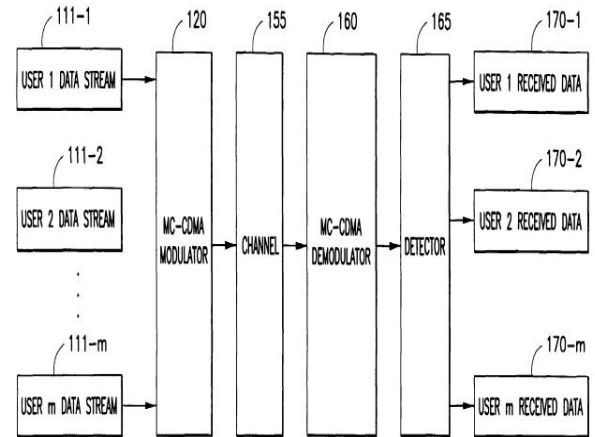 111-1
120
155
160
165
170-1
USER 1 DATA STREAM
USER 1 RECEIVED DATA
111-2
170-2
USER 2 DATA STREAM
USER 2 RECEIVED DATA
MC-CDMA
MODULATOR
CHANNEL
MC-CDMA
DEMODULATOR
DETECTOR
111-m
170-m
USER m DATA STREAM
USER m RECEIVED DATA